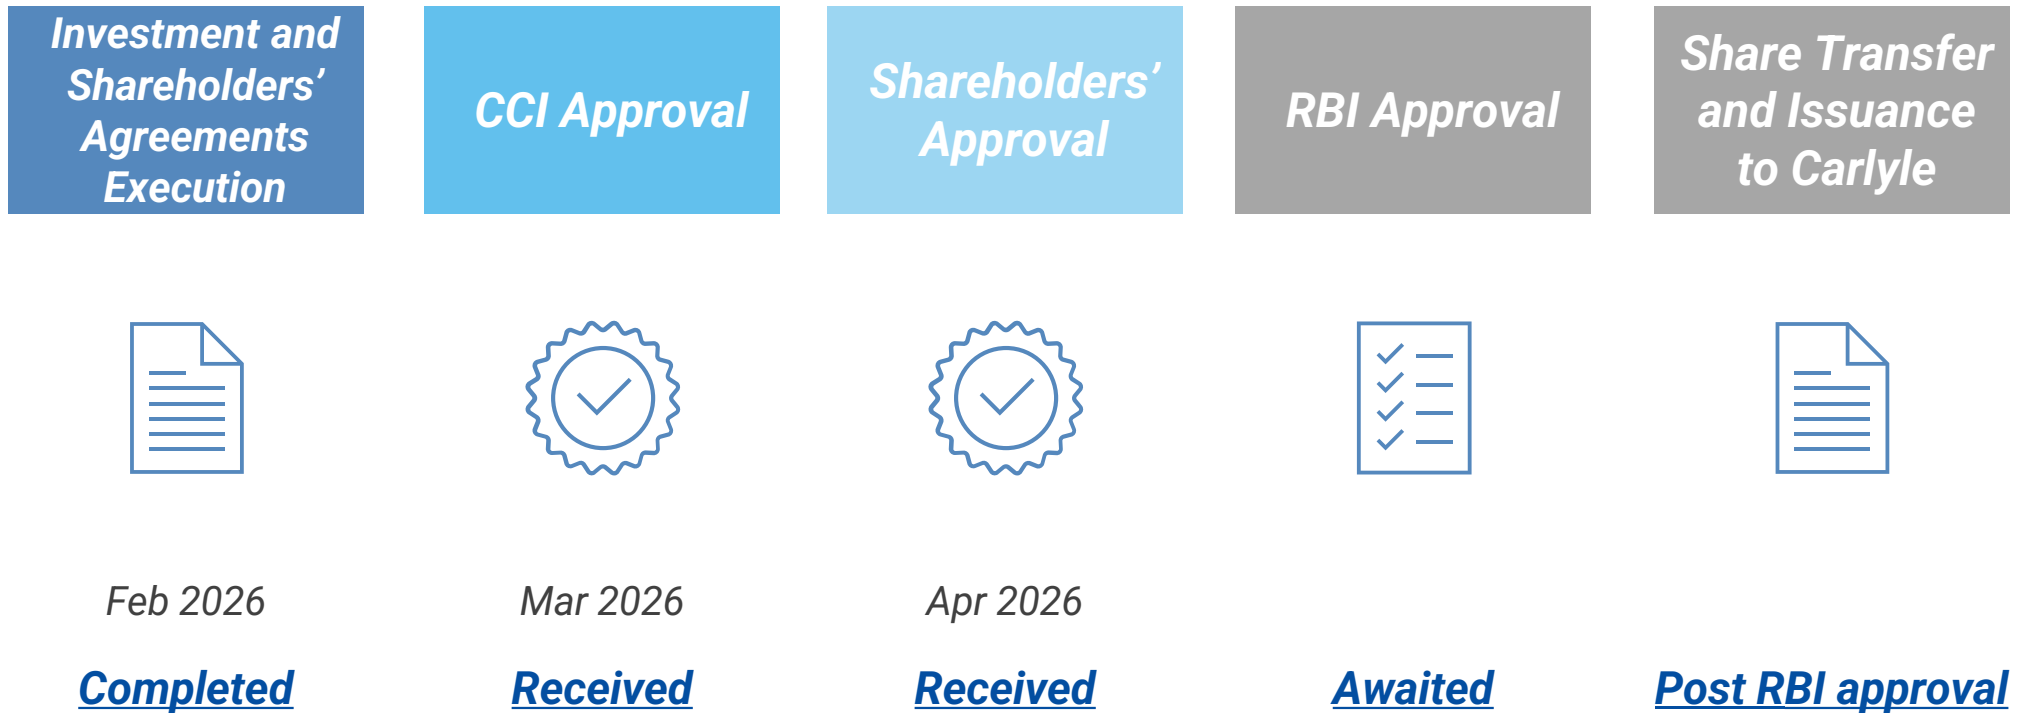 Investment and
Shareholders’
Agreements
Execution
CCI Approval
Shareholders’
Approval
RBI Approval
Share Transfer
and Issuance
to Carlyle
Feb 2026
Mar 2026
Apr 2026
Completed
Received
Received
Awaited
Post RBI approval